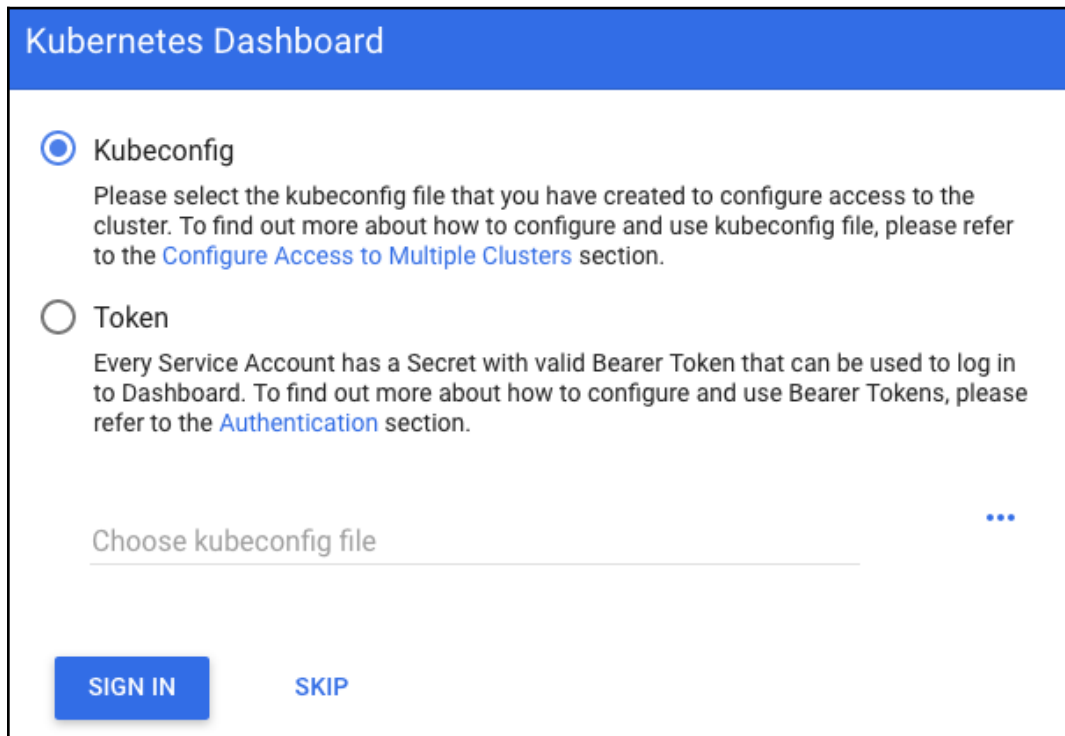 Kubernetes Dashboard
Kubeconfig
Please select the kubeconfig file that you have created to configure access to the
cluster. To find out more about how to configure and use kubeconfig file, please refer
to the Configure Access to Multiple Clusters section.
Token
Every Service Account has a Secret with valid Bearer Token that can be used to log in
to Dashboard. To find out more about how to configure and use Bearer Tokens, please
refer to the Authentication section.
Choose kubeconfig file
SIGN IN SKIP